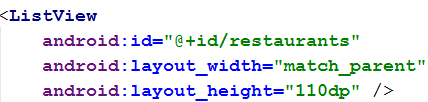 <ListView
android:id="@+id/restaurants"
android:layout_width="match_parent"
android:layout_height="110dp" />